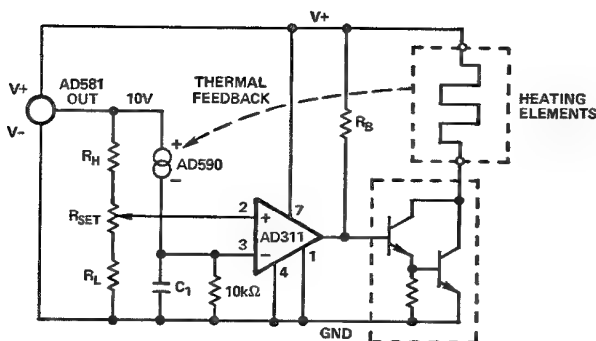 V+
V+
AD581
OUT
10V
V–
THERMAL
FEEDBACK
HEATING
ELEMENTS
RH
+
AD590
–
RB
RSET
2
+
7
AD311
3
–
4
1
RL
C1
10kΩ
GND